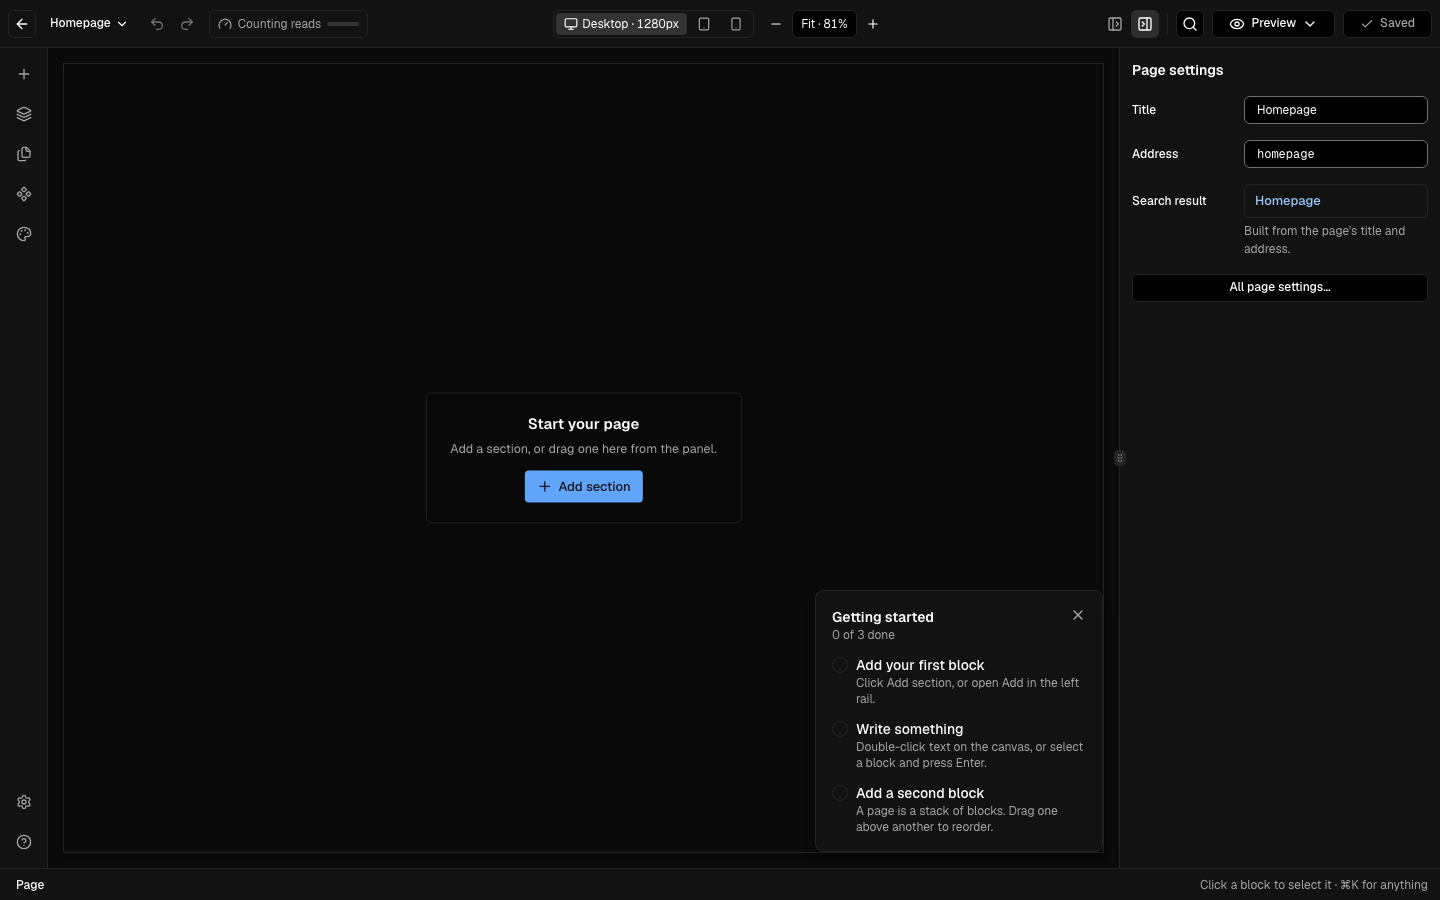 Homepage
Counting reads
Desktop · 1280px
Fit · 81%
Preview
Saved
Page settings
Title
Homepage
Address
homepage
Search result
Homepage
Built from the page's title and
address.
All page settings...
Start your page
Add a section, or drag one here from the panel.
Add section
Getting started
0 of 3 done
Add your first block
Click Add section, or open Add in the left
rail.
Write something
Double-click text on the canvas, or select
a block and press Enter.
Add a second block
A page is a stack of blocks. Drag one
above another to reorder.
Page
Click a block to select it · ⌘K for anything